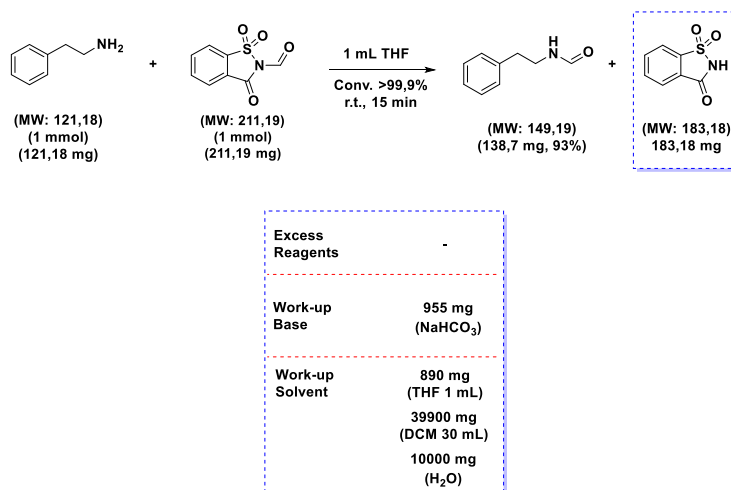 NH2
+
O
O
S
N
O
O
1 mL THF
Conv. >99,9%
r.t., 15 min
H
N
O
+
O
O
S
NH
O
(MW: 121,18)
(1 mmol)
(121,18 mg)
(MW: 211,19)
(1 mmol)
(211,19 mg)
(MW: 149,19)
(138,7 mg, 93%)
(MW: 183,18)
183,18 mg
Excess
Reagents
-
Work-up
Base
955 mg
(NaHCO3)
Work-up
Solvent
890 mg
(THF 1 mL)
39900 mg
(DCM 30 mL)
10000 mg
(H2O)